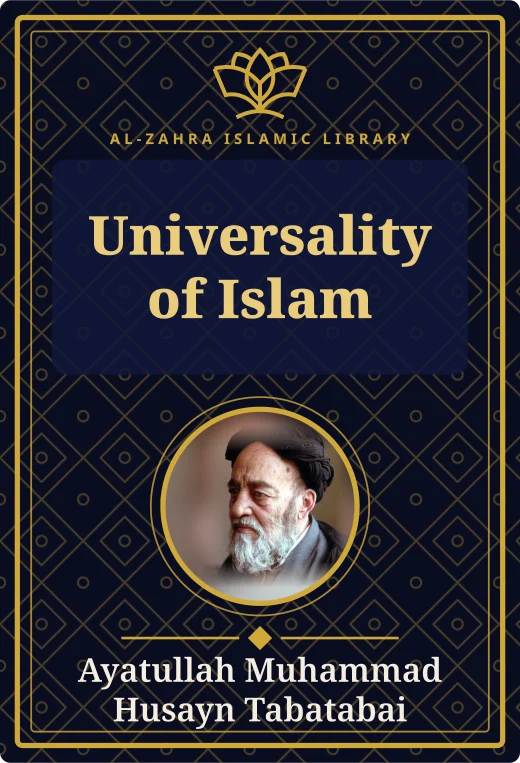 AL-ZAHRA ISLAMIC LIBRARY
Universality
of Islam
Ayatullah Muhammad
Husayn Tabatabai